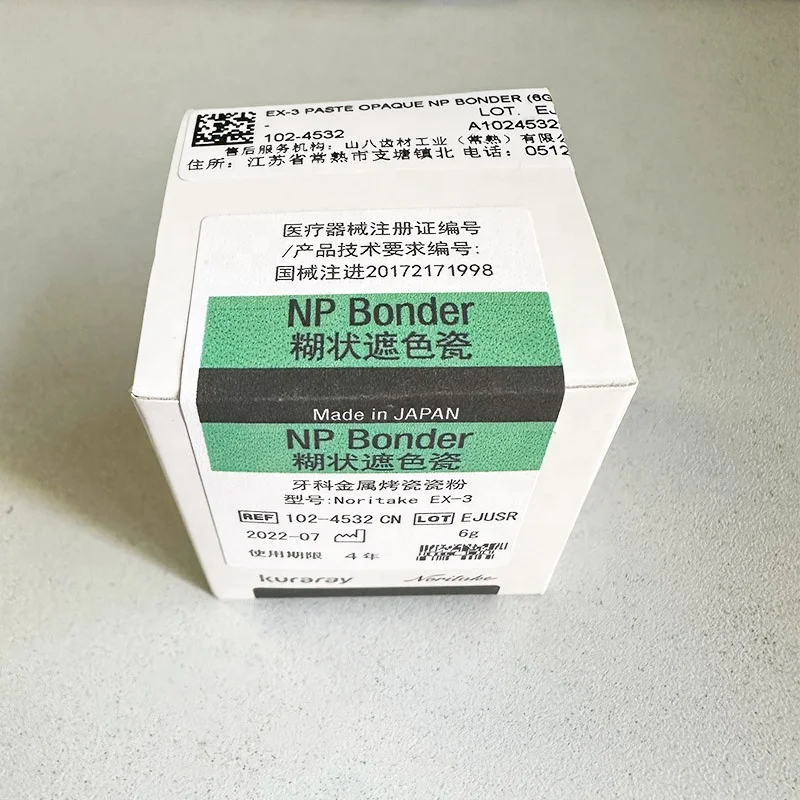 EX-3 PASTE OPAQUE NP BONDER (6G
LOT. EJ
-
102-4532
A1024532
售后服务机构：山八齿材工业（常熟）有限公
住所：江苏省常熟市支塘镇北 电话：0512
医疗器械注册证编号
/产品技术要求编号:
国械注进20172171998
NP Bonder
糊状遮色瓷
Made in JAPAN
NP Bonder
糊状遮色瓷
牙科金属烤瓷瓷粉
型号:Noritake EX-3
REF 102-4532 CN LOT EJUSR
2022-07 6g
使用期限 4年
kuraray Noritake